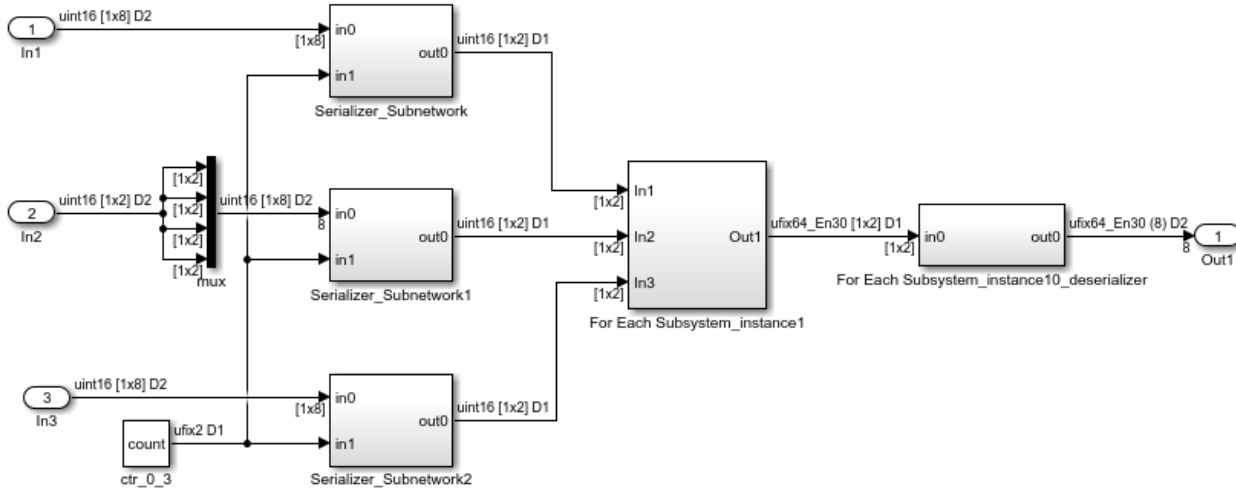 1
In1
uint16 [1x8] D2
[1x8]
in0
in1
out0
Serializer_Subnetwork
uint16 [1x2] D1
2
In2
uint16 [1x2] D2
[1x2]
[1x2]
[1x2]
[1x2]
mux
uint16 [1x8] D2
8
in0
in1
out0
Serializer_Subnetwork1
uint16 [1x2] D1
3
In3
uint16 [1x8] D2
[1x8]
count
ctr_0_3
ufix2 D1
in0
in1
out0
Serializer_Subnetwork2
uint16 [1x2] D1
[1x2]
[1x2]
[1x2]
In1
In2
In3
Out1
For Each Subsystem_instance1
ufix64_En30 [1x2] D1
[1x2]
in0
out0
For Each Subsystem_instance10_deserializer
ufix64_En30 (8) D2
8
1
Out1